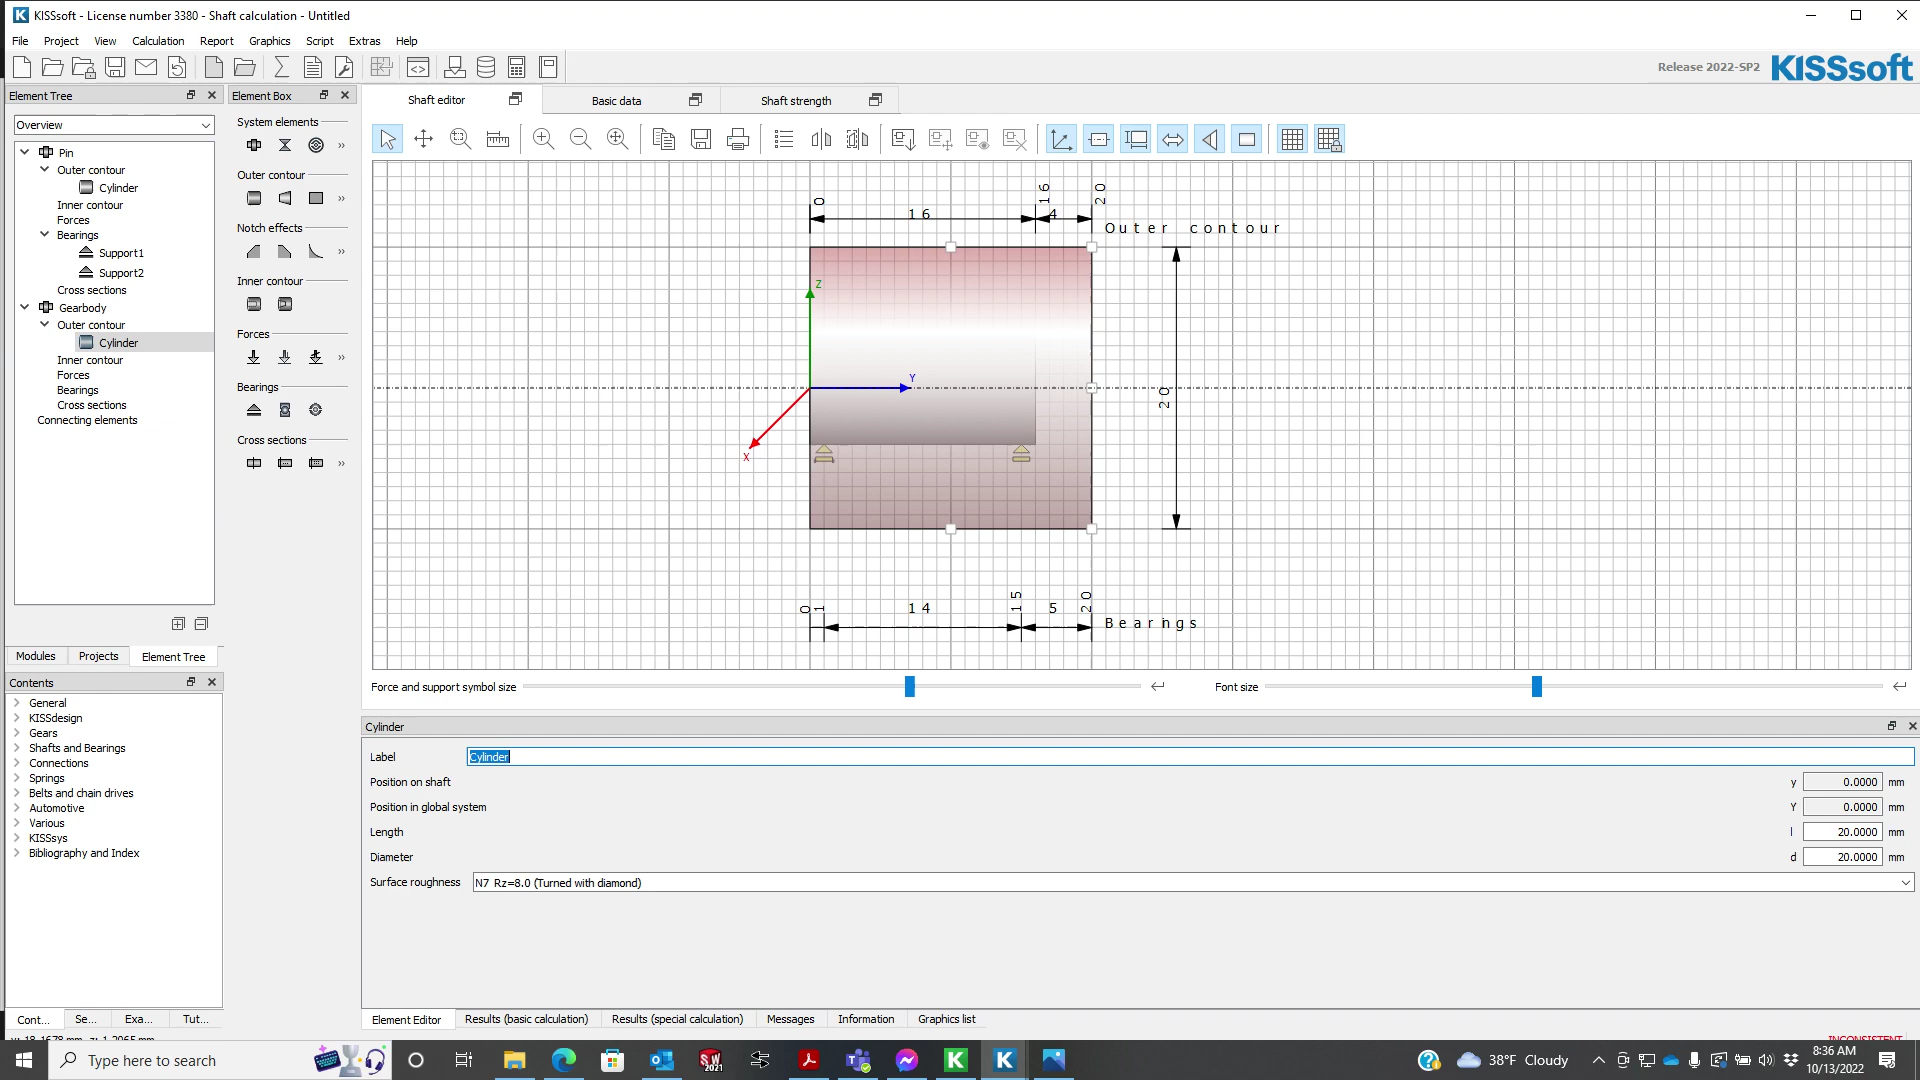 KISSsoft - License number 3380 - Shaft calculation - Untitled
File Project View Calculation Report Graphics Script Extras Help
Release 2022-SP2 KISSsoft
Element Tree
Element Box
Shaft editor
Basic data
Shaft strength
Overview
Pin
Outer contour
Cylinder
Inner contour
Forces
Bearings
Support1
Support2
Cross sections
Gearbody
Outer contour
Cylinder
Inner contour
Forces
Bearings
Cross sections
Connecting elements
System elements
Outer contour
Notch effects
Inner contour
Forces
Bearings
Cross sections
0
16
16
4
20
Outer contour
Z
Y
X
20
0
1
14
15
5
20
Bearings
Modules Projects Element Tree
Force and support symbol size
Font size
Contents
General
KISSdesign
Gears
Shafts and Bearings
Connections
Springs
Belts and chain drives
Automotive
Various
KISSsys
Bibliography and Index
Cont... Se... Exa... Tut...
Cylinder
Label Cylinder
Position on shaft y 0.0000 mm
Position in global system Y 0.0000 mm
Length l 20.0000 mm
Diameter d 20.0000 mm
Surface roughness N7 Rz=8.0 (Turned with diamond)
Element Editor Results (basic calculation) Results (special calculation) Messages Information Graphics list
INCONSISTENT
Type here to search
38°F Cloudy
8:36 AM
10/13/2022